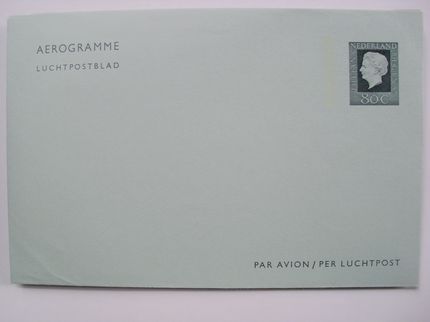 AEROGRAMME
LUCHTPOSTBLAD
NEDERLAND
80C
PAR AVION / PER LUCHTPOST